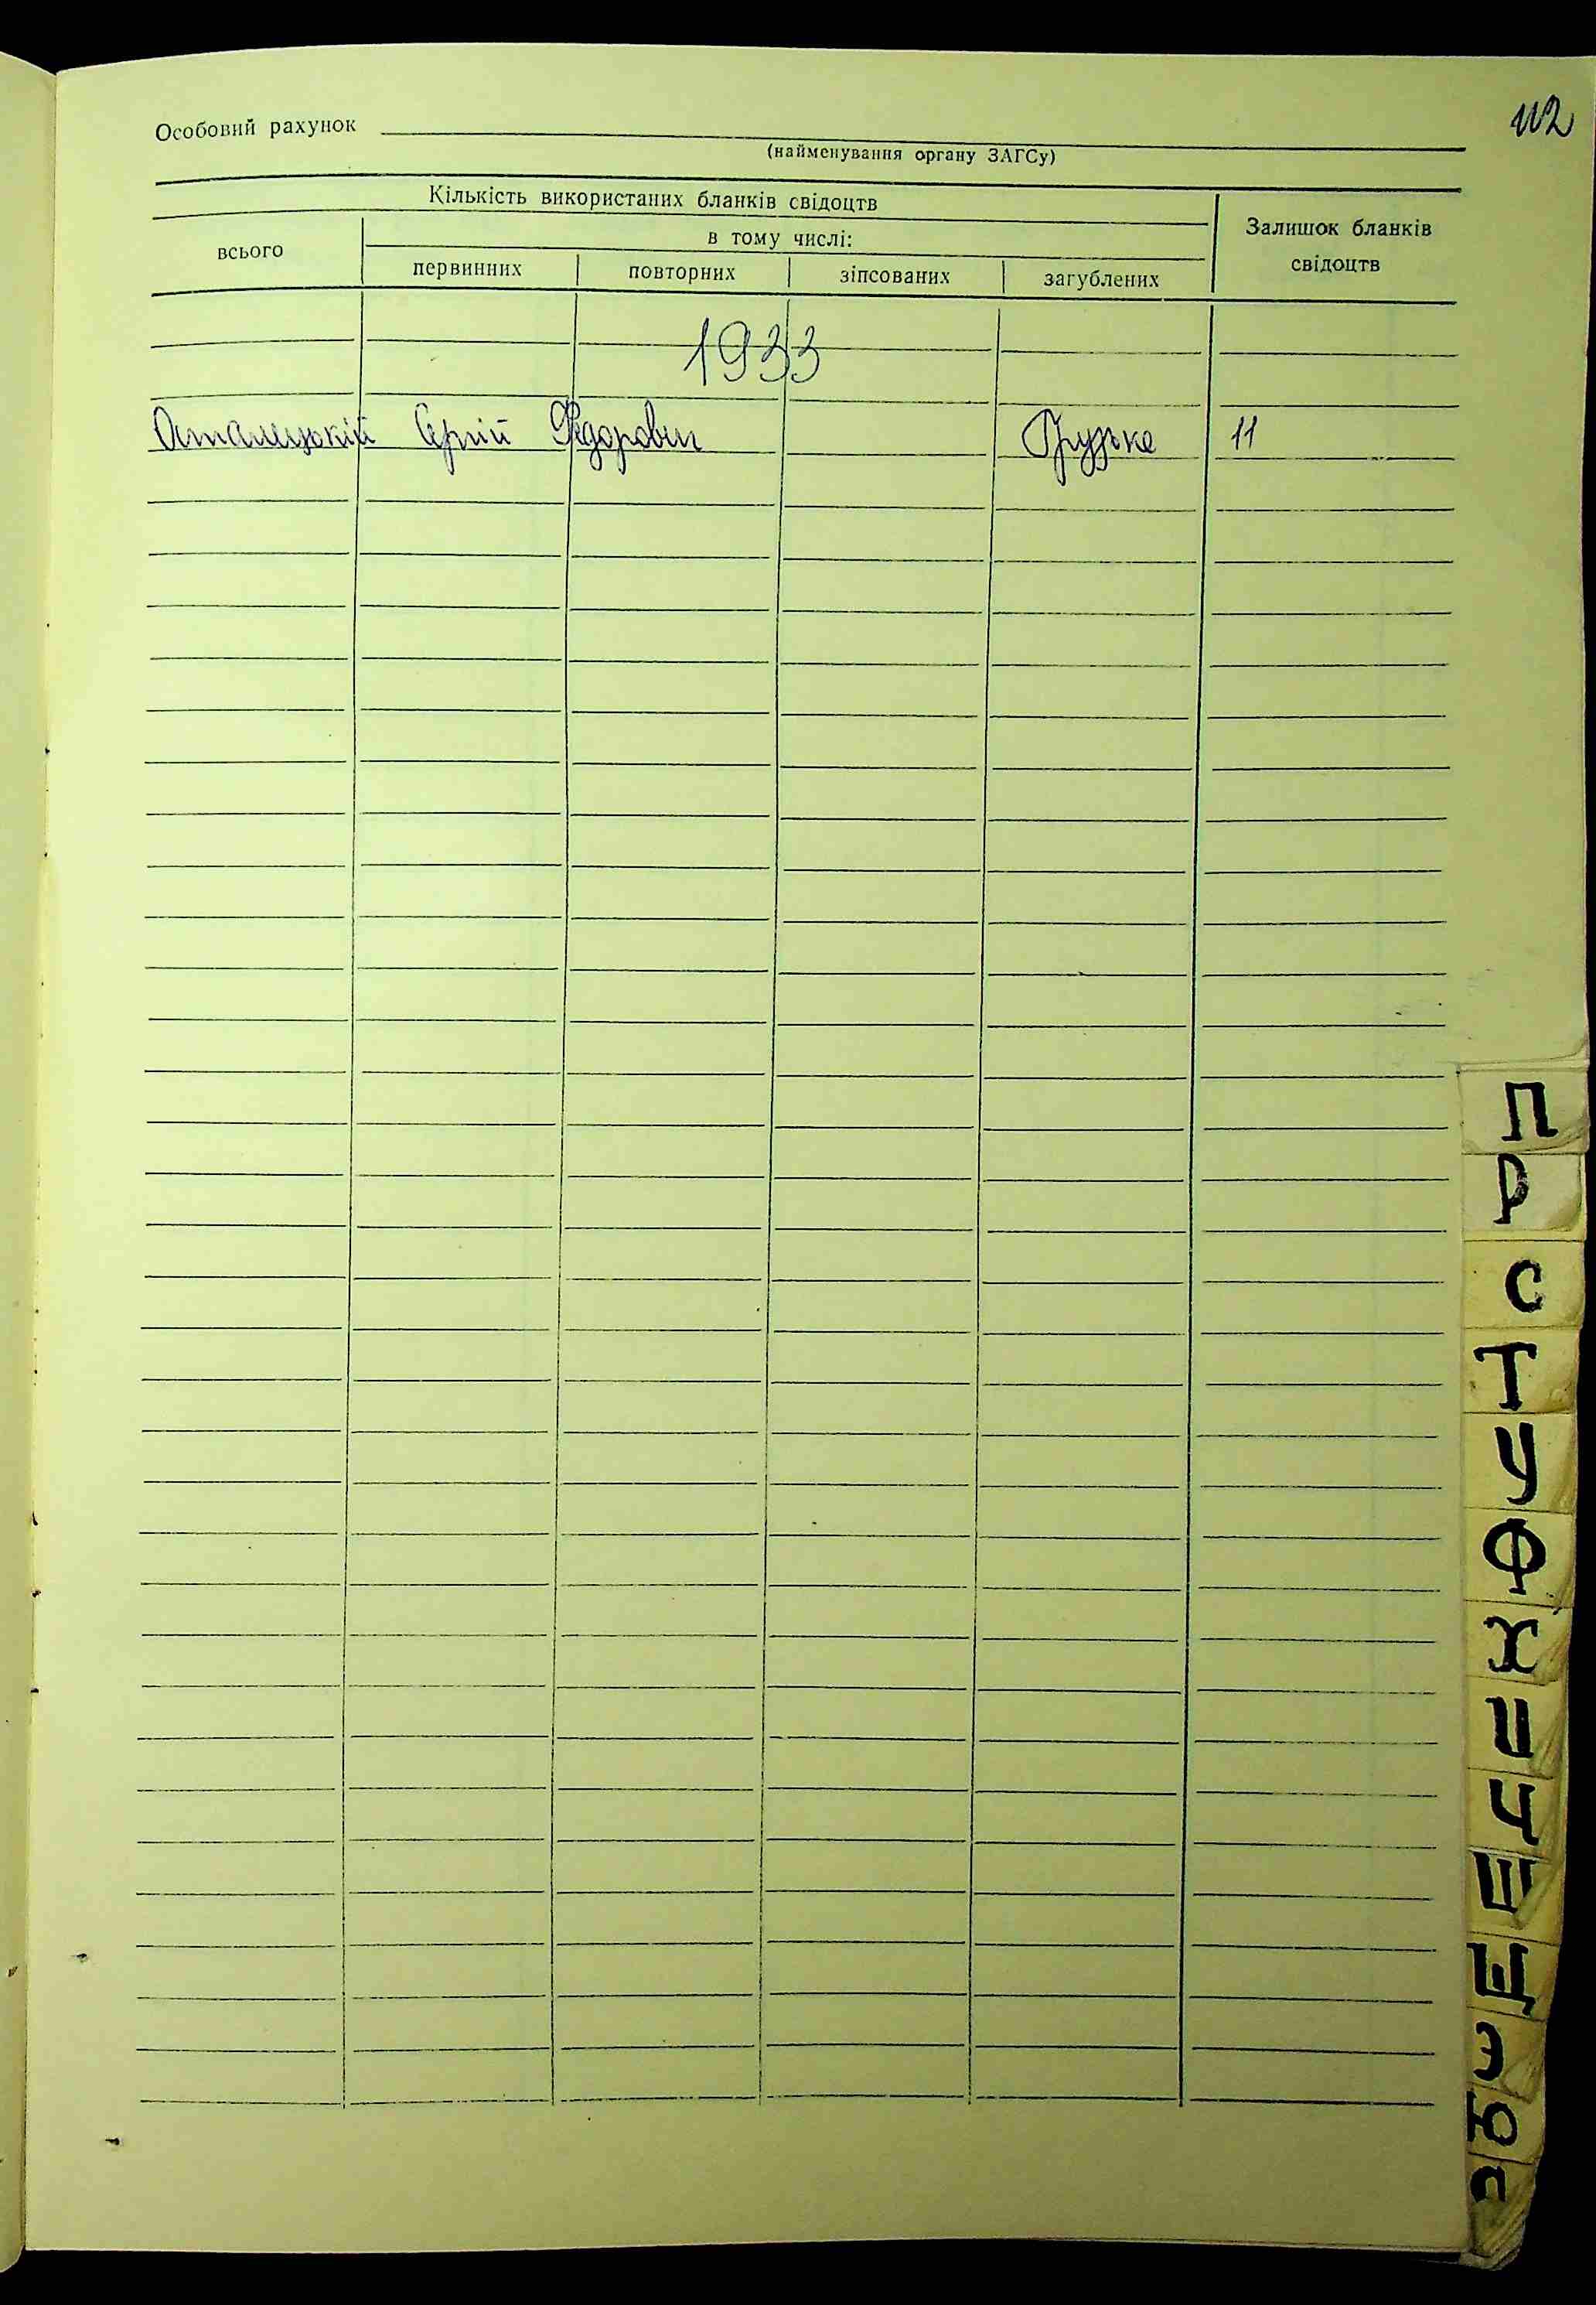 112
Особовий рахунок
(найменування органу ЗАГСу)
Кількість використаних бланків свідоцтв
Залишок бланків свідоцтв
всього
в тому числі:
первинних повторних зіпсованих загублених
1933
Сергій Федорович Грузьке 11
П
Р
С
Т
У
Ф
Х
Ц
Ч
Ш
Щ
Э